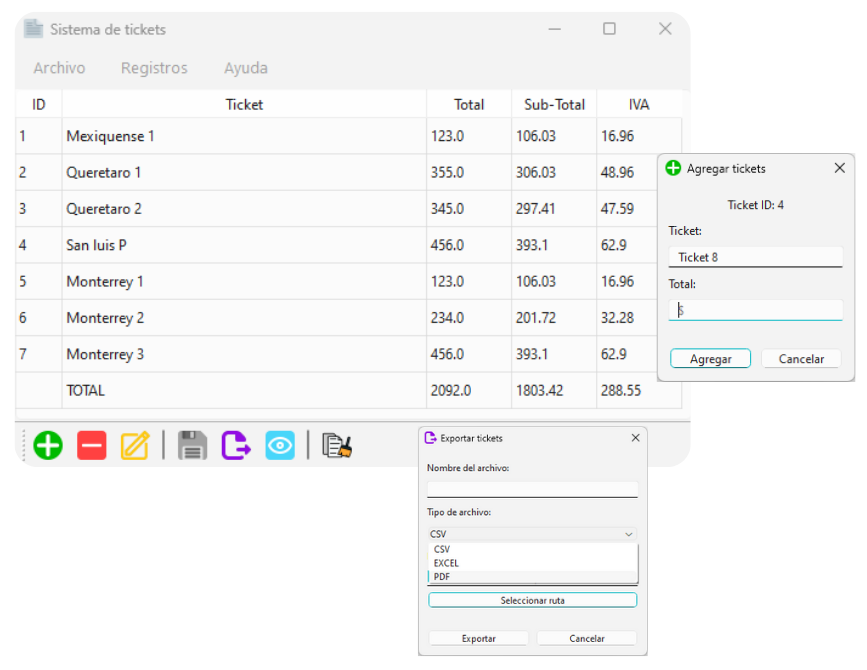 Sistema de tickets
Archivo Registros Ayuda
ID Ticket Total Sub-Total IVA
1 Mexiquense 1 123.0 106.03 16.96
2 Queretaro 1 355.0 306.03 48.96
3 Queretaro 2 345.0 297.41 47.59
4 San luis P 456.0 393.1 62.9
5 Monterrey 1 123.0 106.03 16.96
6 Monterrey 2 234.0 201.72 32.28
7 Monterrey 3 456.0 393.1 62.9
TOTAL 2092.0 1803.42 288.55
Agregar tickets
Ticket ID: 4
Ticket:
Ticket 8
Total:
$
Agregar Cancelar
Exportar tickets
Nombre del archivo:
Tipo de archivo:
CSV
CSV
EXCEL
PDF
Seleccionar ruta
Exportar Cancelar